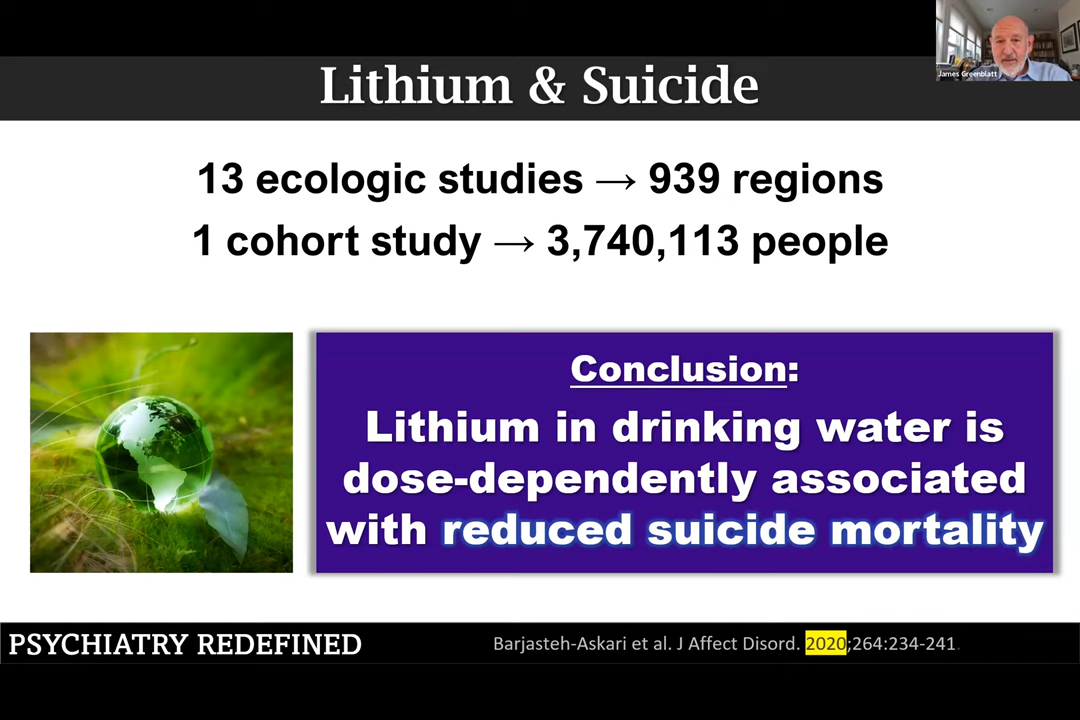 James Greenblatt
Lithium & Suicide
13 ecologic studies → 939 regions
1 cohort study → 3,740,113 people
Conclusion:
Lithium in drinking water is
dose-dependently associated
with reduced suicide mortality
PSYCHIATRY REDEFINED
Barjasteh-Askari et al. J Affect Disord. 2020;264:234-241.